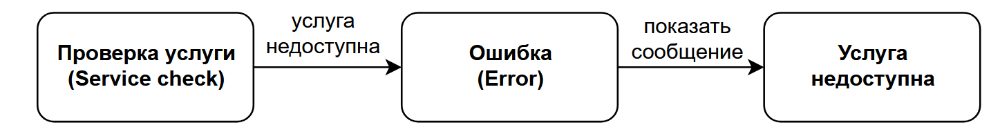 Проверка услуги
(Service check)
услуга
недоступна
Ошибка
(Error)
показать
сообщение
Услуга
недоступна